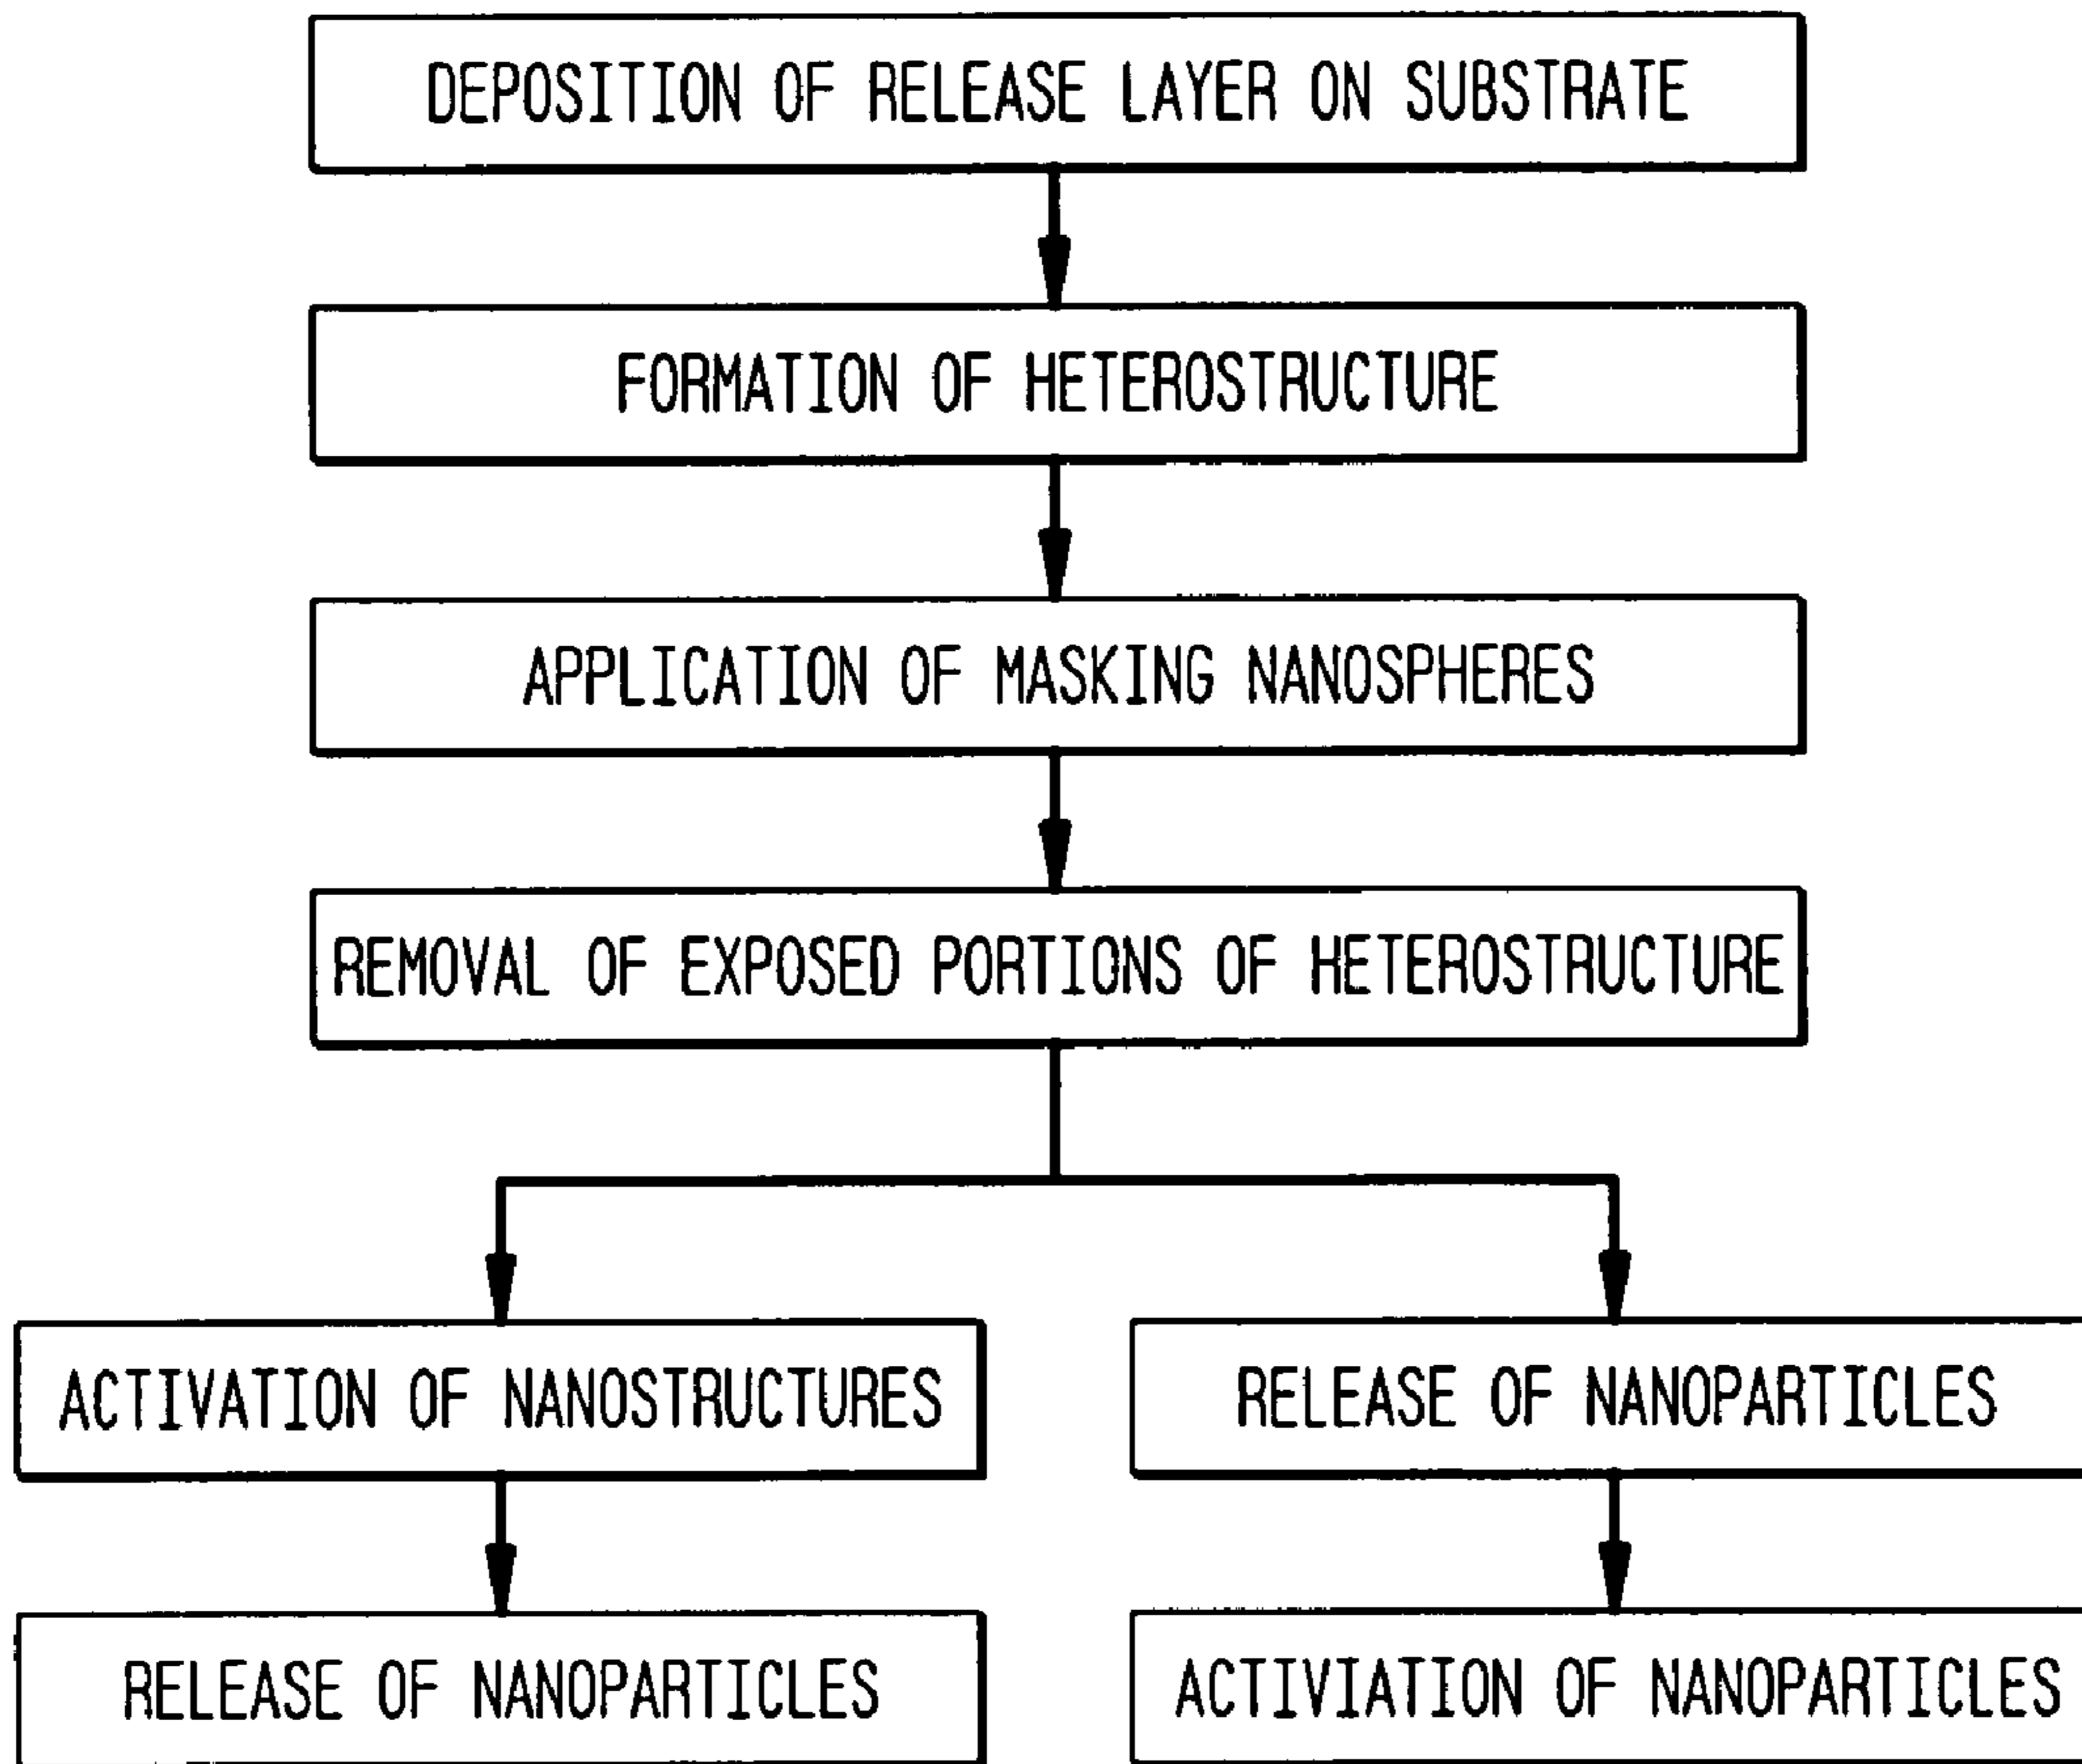 DEPOSITION OF RELEASE LAYER ON SUBSTRATE
FORMATION OF HETEROSTRUCTURE
APPLICATION OF MASKING NANOSPHERES
REMOVAL OF EXPOSED PORTIONS OF HETEROSTRUCTURE
ACTIVATION OF NANOSTRUCTURES
RELEASE OF NANOPARTICLES
RELEASE OF NANOPARTICLES
ACTIVIATION OF NANOPARTICLES